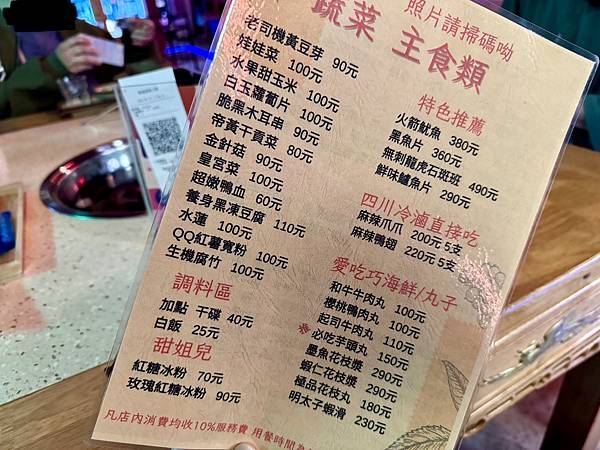 照片請掃碼呦
蔬菜 主食類
老司機黃豆芽 90元
娃娃菜 100元
水果甜玉米 100元
白玉蘿蔔片 100元
脆黑木耳串 90元
帝黃干貢菜 80元
金針菇 90元
皇宮菜 100元
超嫩鴨血 60元
養身黑凍豆腐 110元
水蓮 100元
QQ紅薯寬粉 100元
生機腐竹 100元
調料區
加點 干碟 40元
白飯 25元
甜姐兒
紅糖冰粉 70元
玫瑰紅糖冰粉 90元
特色推薦
火箭魷魚 380元
黑魚片 360元
無刺龍虎石斑班 490元
鮮味鱸魚片 290元
四川冷滷直接吃
麻辣爪爪 200元 5支
麻辣鴨翅 220元 5支
愛吃巧海鮮/丸子
和牛牛肉丸 100元
櫻桃鴨肉丸 100元
起司牛肉丸 110元
※必吃芋頭丸 150元
墨魚花枝漿 290元
蝦仁花枝漿 290元
極品花枝丸 180元
明太子蝦滑 230元
凡店內消費均收10%服務費 用餐時間為